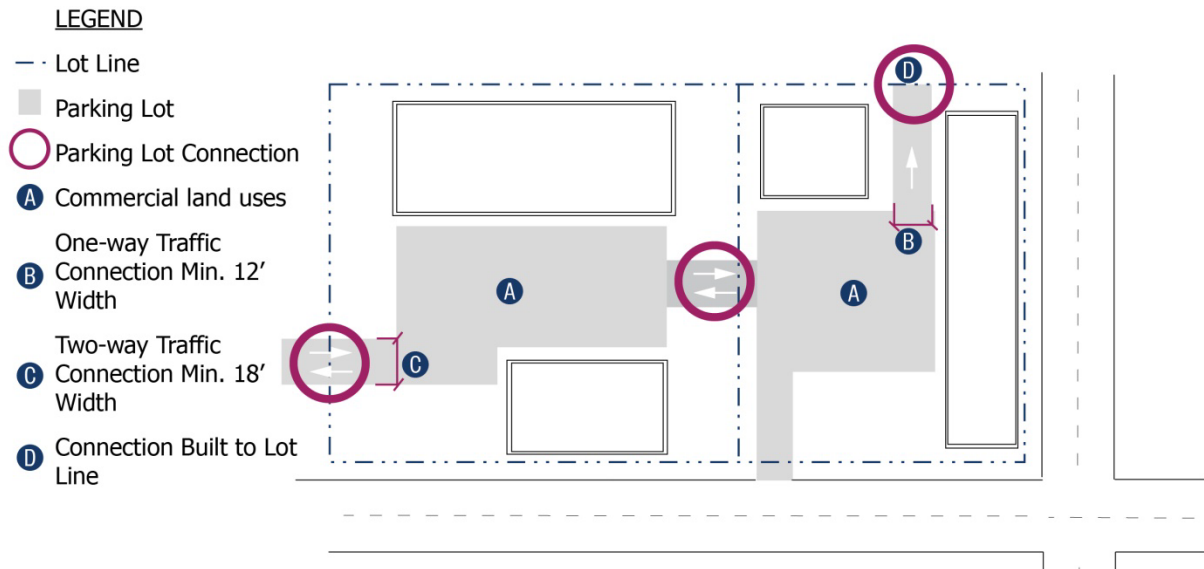 LEGEND
Lot Line
Parking Lot
Parking Lot Connection
A Commercial land uses
One-way Traffic
B Connection Min. 12’
Width
Two-way Traffic
C Connection Min. 18’
Width
D Connection Built to Lot
Line
D
B
A
A
C